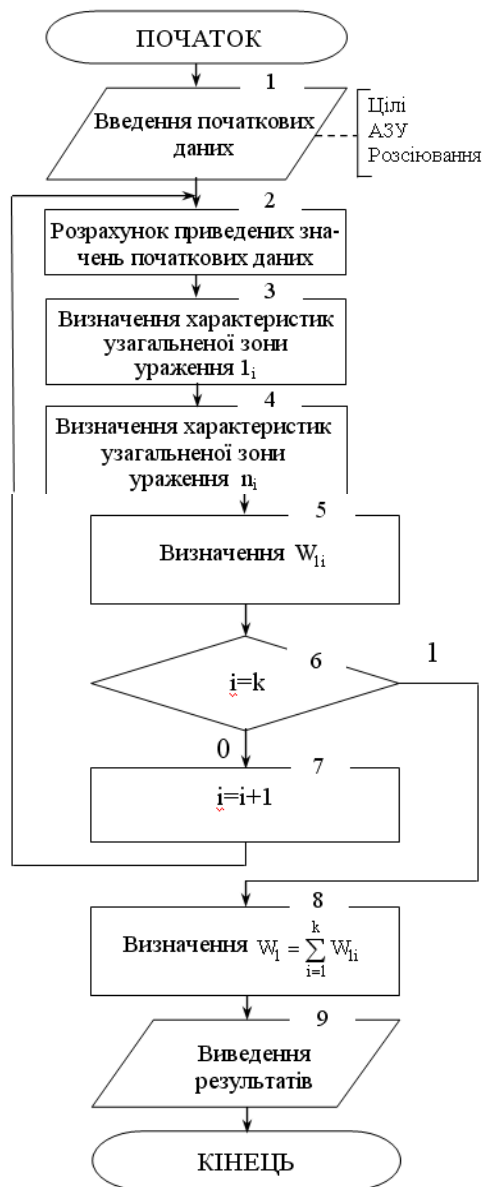 ПОЧАТОК
1
Введення початкових
даних
Цілі
АЗУ
Розсіювання
2
Розрахунок приведених зна-
чень початкових даних
3
Визначення характеристик
узагальненої зони
ураження 1ᵢ
4
Визначення характеристик
узагальненої зони
ураження nᵢ
5
Визначення W₁ᵢ
6
i=k
1
0
7
i=i+1
8
Визначення W₁ = ∑ᵏᵢ₌₁ W₁ᵢ
9
Виведення
результатів
КІНЕЦЬ